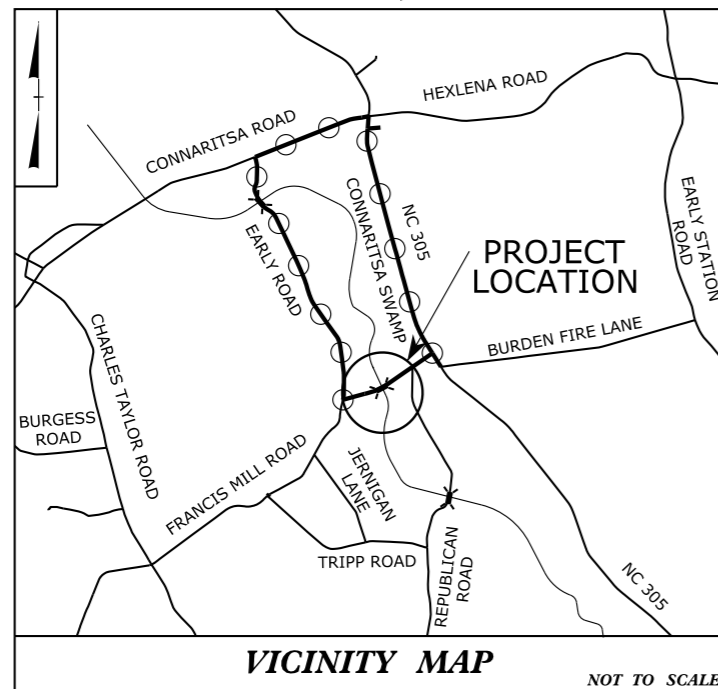 HEXLENA ROAD
CONNARITSA ROAD
NC 305
CONNARITSA SWAMP
EARLY ROAD
EARLY STATION
ROAD
PROJECT
LOCATION
BURDEN FIRE LANE
CHARLES TAYLOR ROAD
BURGESS
ROAD
FRANCIS MILL ROAD
JERNIGAN
LANE
TRIPP ROAD
REPUBLICAN
ROAD
NC 305
VICINITY MAP
NOT TO SCALE